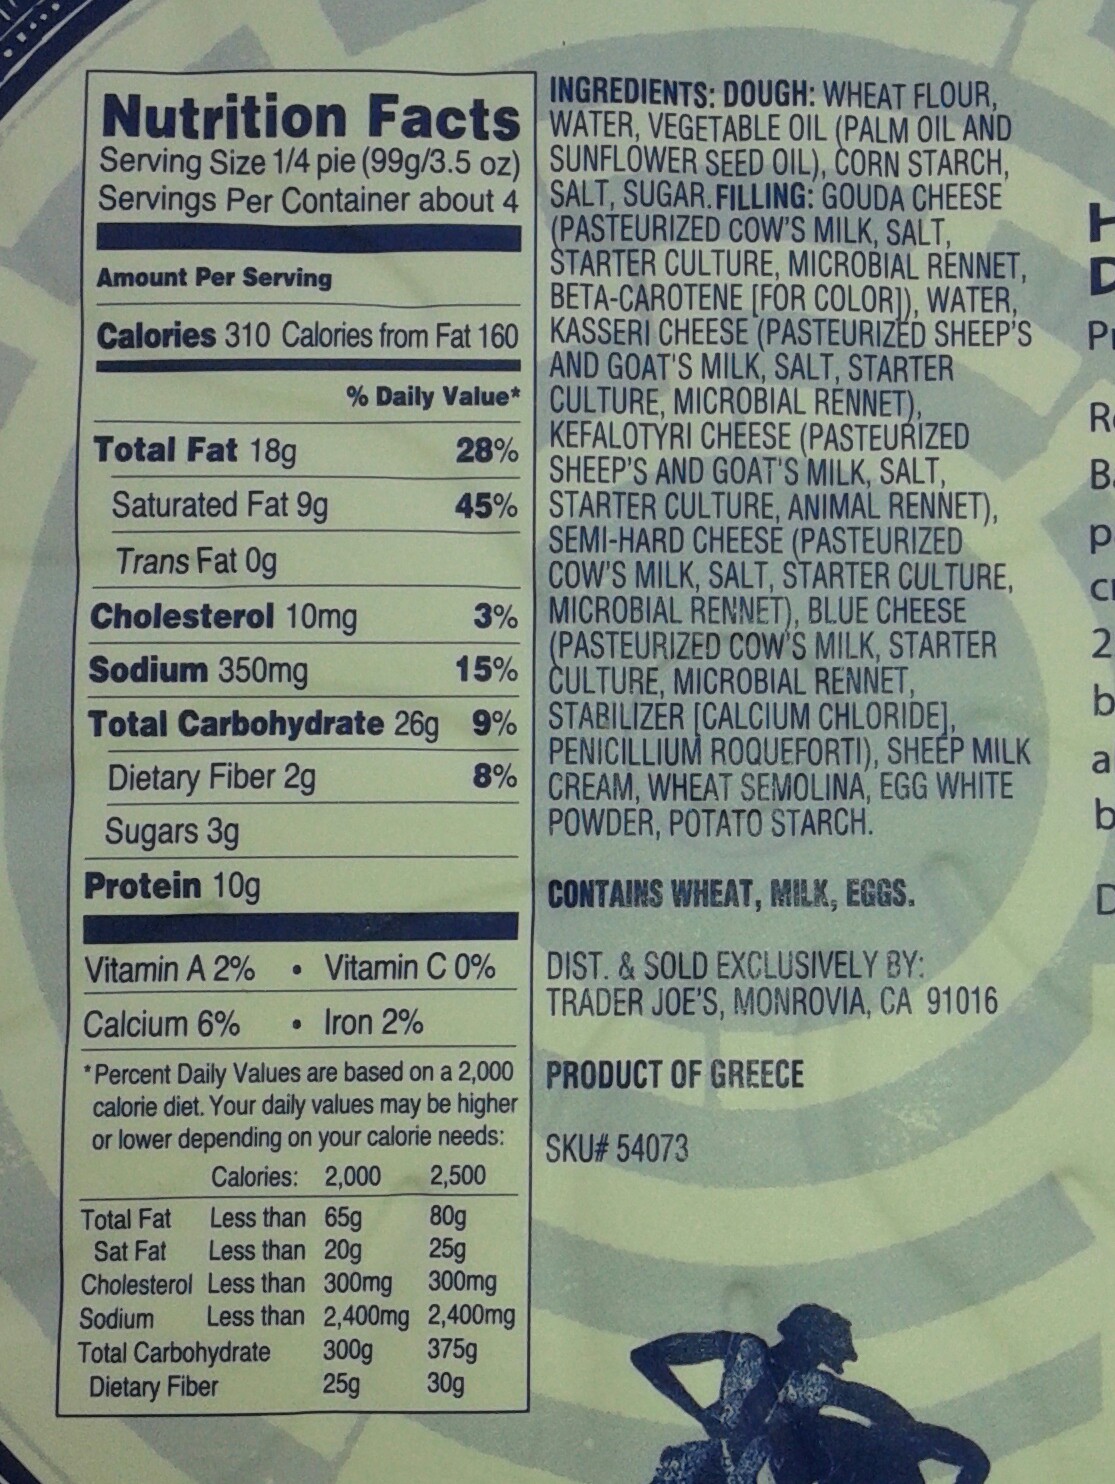 Nutrition Facts
Serving Size 1/4 pie (99g/3.5 oz)
Servings Per Container about 4
Amount Per Serving
Calories 310 Calories from Fat 160
% Daily Value*
Total Fat 18g 28%
Saturated Fat 9g 45%
Trans Fat 0g
Cholesterol 10mg 3%
Sodium 350mg 15%
Total Carbohydrate 26g 9%
Dietary Fiber 2g 8%
Sugars 3g
Protein 10g
Vitamin A 2% • Vitamin C 0%
Calcium 6% • Iron 2%
*Percent Daily Values are based on a 2,000
calorie diet. Your daily values may be higher
or lower depending on your calorie needs:
Calories: 2,000 2,500
Total Fat Less than 65g 80g
Sat Fat Less than 20g 25g
Cholesterol Less than 300mg 300mg
Sodium Less than 2,400mg 2,400mg
Total Carbohydrate 300g 375g
Dietary Fiber 25g 30g
INGREDIENTS: DOUGH: WHEAT FLOUR,
WATER, VEGETABLE OIL (PALM OIL AND
SUNFLOWER SEED OIL), CORN STARCH,
SALT, SUGAR. FILLING: GOUDA CHEESE
(PASTEURIZED COW'S MILK, SALT,
STARTER CULTURE, MICROBIAL RENNET,
BETA-CAROTENE [FOR COLOR]), WATER,
KASSERI CHEESE (PASTEURIZED SHEEP'S
AND GOAT'S MILK, SALT, STARTER
CULTURE, MICROBIAL RENNET),
KEFALOTYRI CHEESE (PASTEURIZED
SHEEP'S AND GOAT'S MILK, SALT,
STARTER CULTURE, ANIMAL RENNET),
SEMI-HARD CHEESE (PASTEURIZED
COW'S MILK, SALT, STARTER CULTURE,
MICROBIAL RENNET), BLUE CHEESE
(PASTEURIZED COW'S MILK, STARTER
CULTURE, MICROBIAL RENNET,
STABILIZER [CALCIUM CHLORIDE],
PENICILLIUM ROQUEFORTI), SHEEP MILK
CREAM, WHEAT SEMOLINA, EGG WHITE
POWDER, POTATO STARCH.
CONTAINS WHEAT, MILK, EGGS.
DIST. & SOLD EXCLUSIVELY BY:
TRADER JOE'S, MONROVIA, CA 91016
PRODUCT OF GREECE
SKU# 54073